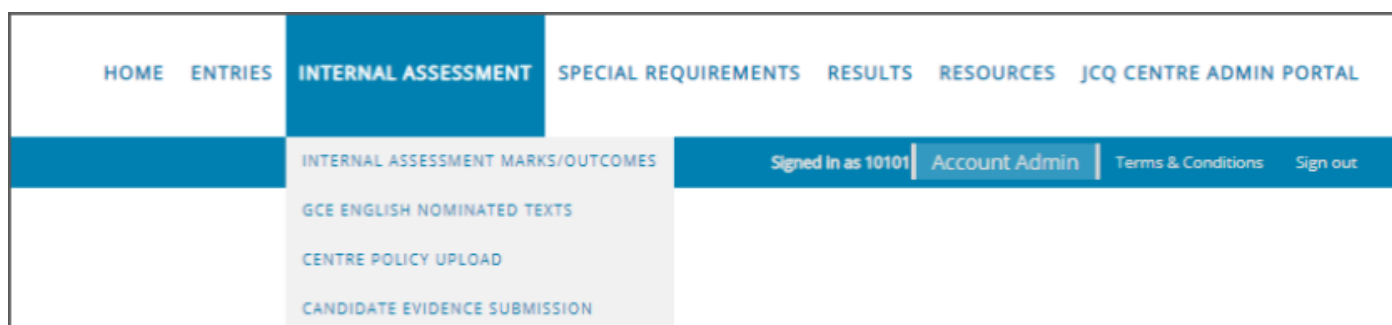 HOME ENTRIES INTERNAL ASSESSMENT SPECIAL REQUIREMENTS RESULTS RESOURCES JCQ CENTRE ADMIN PORTAL
INTERNAL ASSESSMENT MARKS/OUTCOMES
Signed in as 10101 Account Admin Terms & Conditions Sign out
GCE ENGLISH NOMINATED TEXTS
CENTRE POLICY UPLOAD
CANDIDATE EVIDENCE SUBMISSION